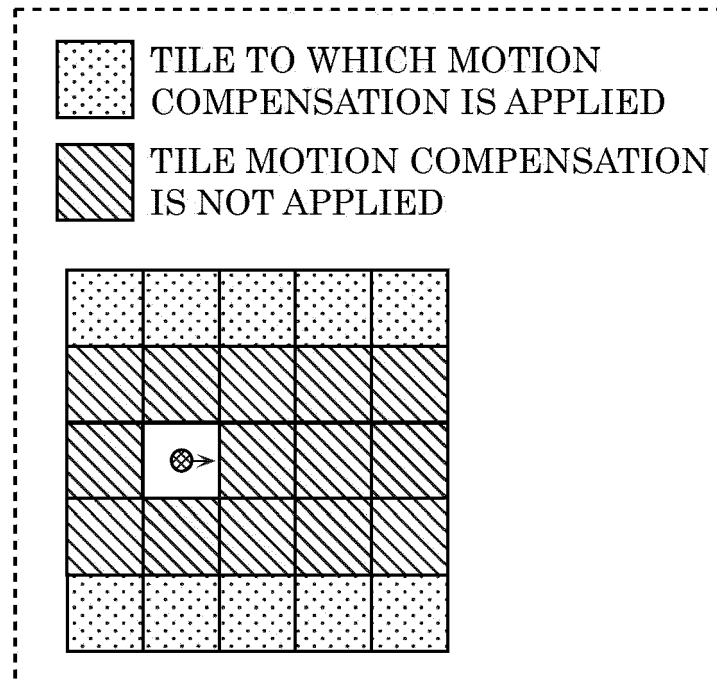 TILE TO WHICH MOTION
COMPENSATION IS APPLIED
TILE MOTION COMPENSATION
IS NOT APPLIED